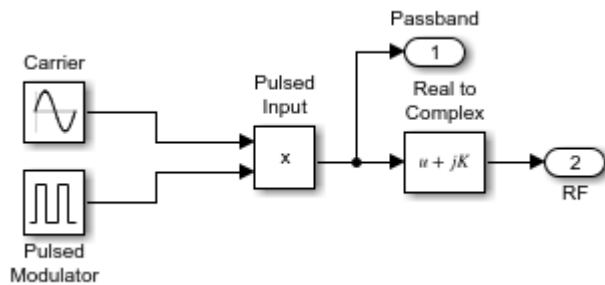 Passband
1
Carrier
Pulsed
Input
Real to
Complex
x
u + jK
2
RF
Pulsed
Modulator